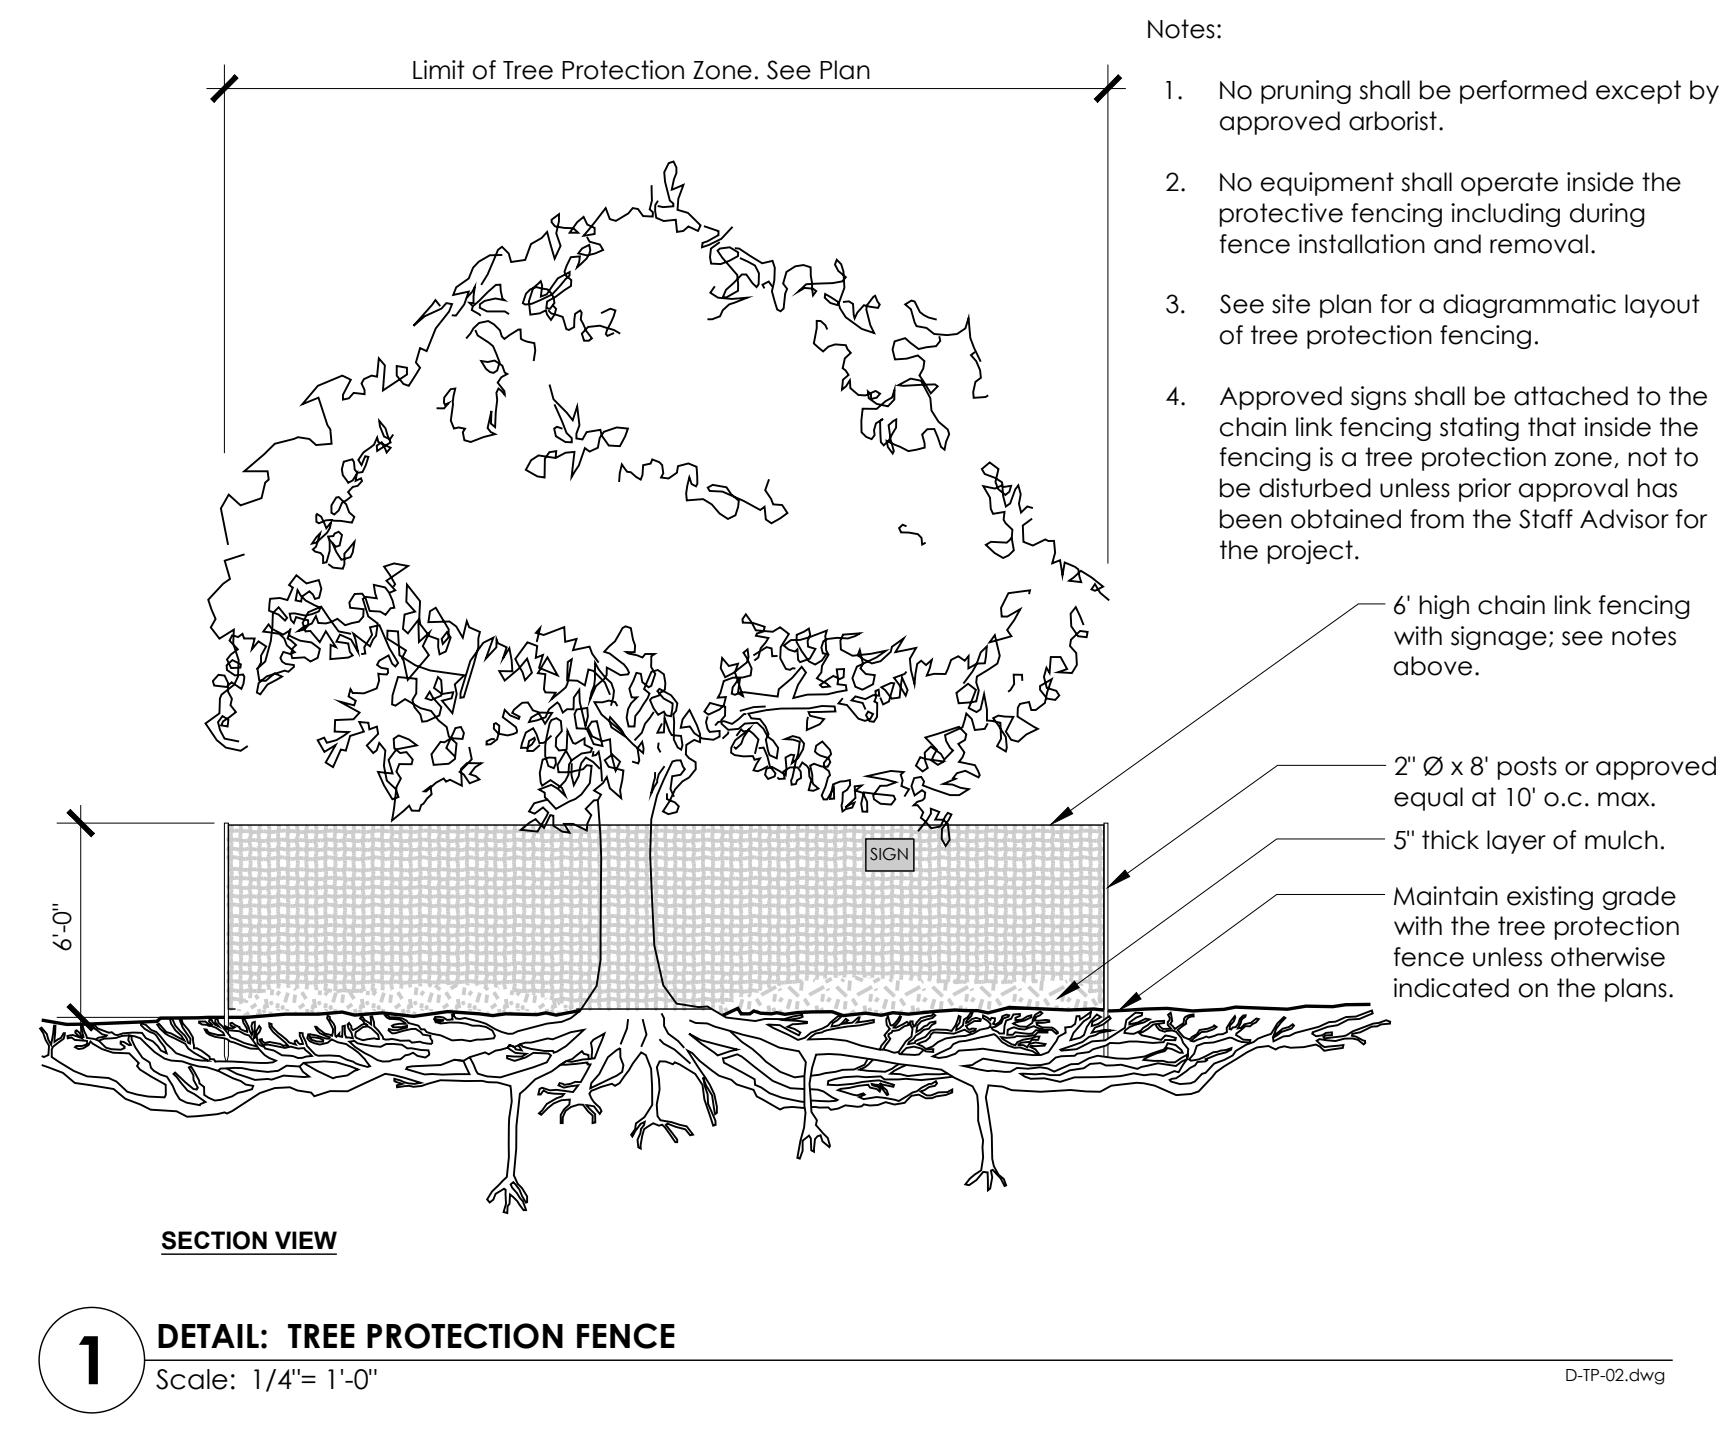 Notes:
Limit of Tree Protection Zone. See Plan
1. No pruning shall be performed except by
approved arborist.
2. No equipment shall operate inside the
protective fencing including during
fence installation and removal.
3. See site plan for a diagrammatic layout
of tree protection fencing.
4. Approved signs shall be attached to the
chain link fencing stating that inside the
fencing is a tree protection zone, not to
be disturbed unless prior approval has
been obtained from the Staff Advisor for
the project.
6' high chain link fencing
with signage; see notes
above.
2" Ø x 8' posts or approved
equal at 10' o.c. max.
5" thick layer of mulch.
SIGN
Maintain existing grade
with the tree protection
fence unless otherwise
indicated on the plans.
6'-0"
SECTION VIEW
1
DETAIL: TREE PROTECTION FENCE
Scale: 1/4"= 1'-0"
D-TP-02.dwg